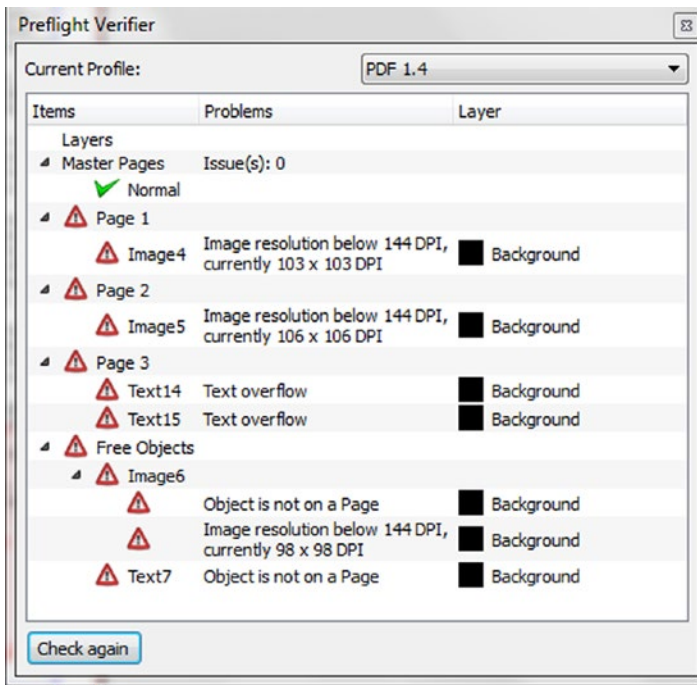 Preflight Verifier
Current Profile: PDF 1.4
Items Problems Layer
Layers
Master Pages Issue(s): 0
Normal
Page 1
Image4 Image resolution below 144 DPI, currently 103 x 103 DPI Background
Page 2
Image5 Image resolution below 144 DPI, currently 106 x 106 DPI Background
Page 3
Text14 Text overflow Background
Text15 Text overflow Background
Free Objects
Image6
Object is not on a Page Background
Image resolution below 144 DPI, currently 98 x 98 DPI Background
Text7 Object is not on a Page Background
Check again